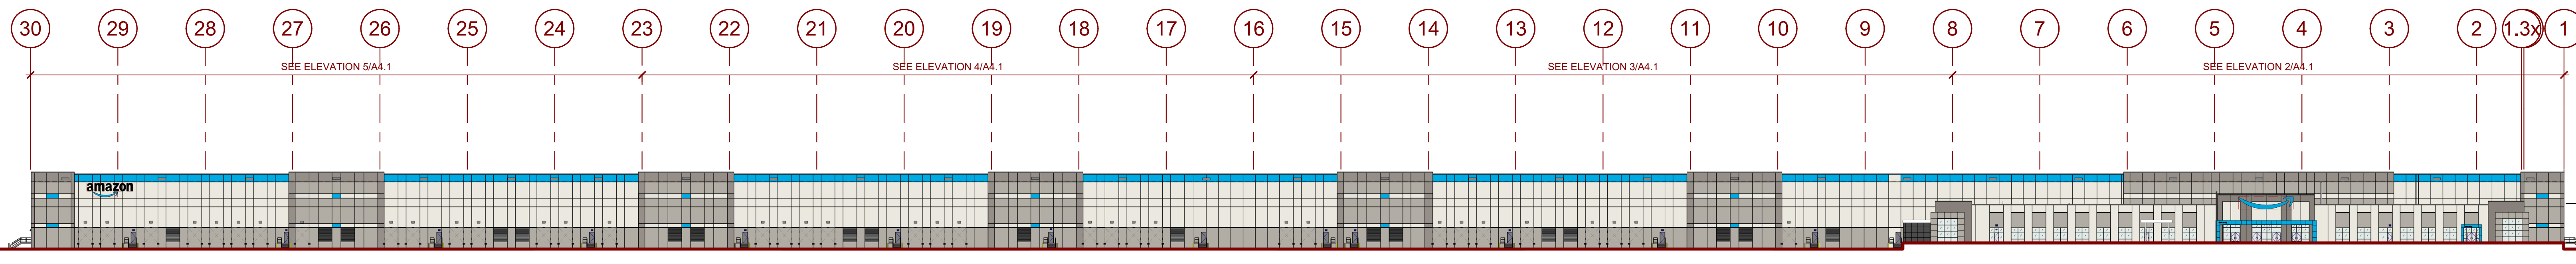 30 29 28 27 26 25 24 23 22 21 20 19 18 17 16 15 14 13 12 11 10 9 8 7 6 5 4 3 2 1.3x 1
SEE ELEVATION 5/A4.1 SEE ELEVATION 4/A4.1 SEE ELEVATION 3/A4.1 SEE ELEVATION 2/A4.1
amazon